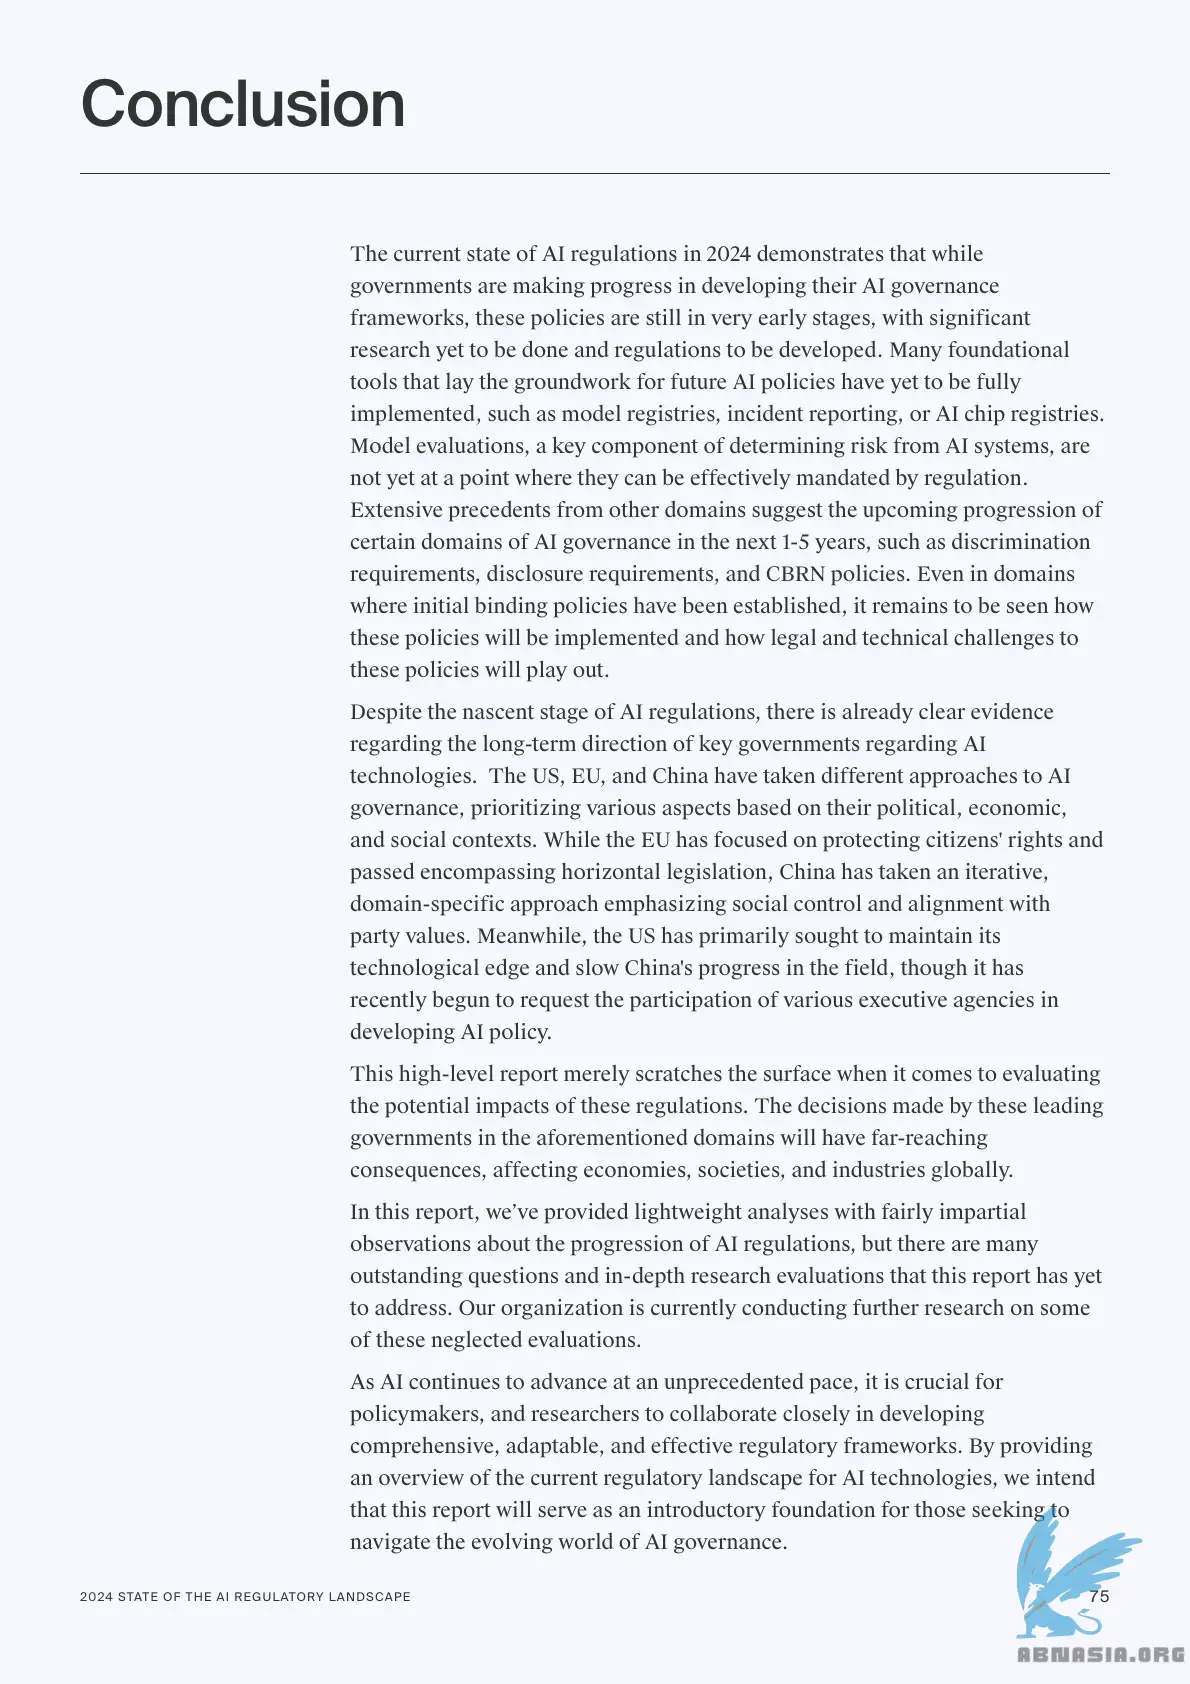 Conclusion
The current state of AI regulations in 2024 demonstrates that while
governments are making progress in developing their AI governance
frameworks, these policies are still in very early stages, with significant
research yet to be done and regulations to be developed. Many foundational
tools that lay the groundwork for future AI policies have yet to be fully
implemented, such as model registries, incident reporting, or AI chip registries.
Model evaluations, a key component of determining risk from AI systems, are
not yet at a point where they can be effectively mandated by regulation.
Extensive precedents from other domains suggest the upcoming progression of
certain domains of AI governance in the next 1-5 years, such as discrimination
requirements, disclosure requirements, and CBRN policies. Even in domains
where initial binding policies have been established, it remains to be seen how
these policies will be implemented and how legal and technical challenges to
these policies will play out.
Despite the nascent stage of AI regulations, there is already clear evidence
regarding the long-term direction of key governments regarding AI
technologies.  The US, EU, and China have taken different approaches to AI
governance, prioritizing various aspects based on their political, economic,
and social contexts. While the EU has focused on protecting citizens' rights and
passed encompassing horizontal legislation, China has taken an iterative,
domain-specific approach emphasizing social control and alignment with
party values. Meanwhile, the US has primarily sought to maintain its
technological edge and slow China's progress in the field, though it has
recently begun to request the participation of various executive agencies in
developing AI policy.
This high-level report merely scratches the surface when it comes to evaluating
the potential impacts of these regulations. The decisions made by these leading
governments in the aforementioned domains will have far-reaching
consequences, affecting economies, societies, and industries globally.
In this report, we’ve provided lightweight analyses with fairly impartial
observations about the progression of AI regulations, but there are many
outstanding questions and in-depth research evaluations that this report has yet
to address. Our organization is currently conducting further research on some
of these neglected evaluations.
As AI continues to advance at an unprecedented pace, it is crucial for
policymakers, and researchers to collaborate closely in developing
comprehensive, adaptable, and effective regulatory frameworks. By providing
an overview of the current regulatory landscape for AI technologies, we intend
that this report will serve as an introductory foundation for those seeking to
navigate the evolving world of AI governance.
2024 STATE OF THE AI REGULATORY LANDSCAPE
75
ABNASIA.ORG